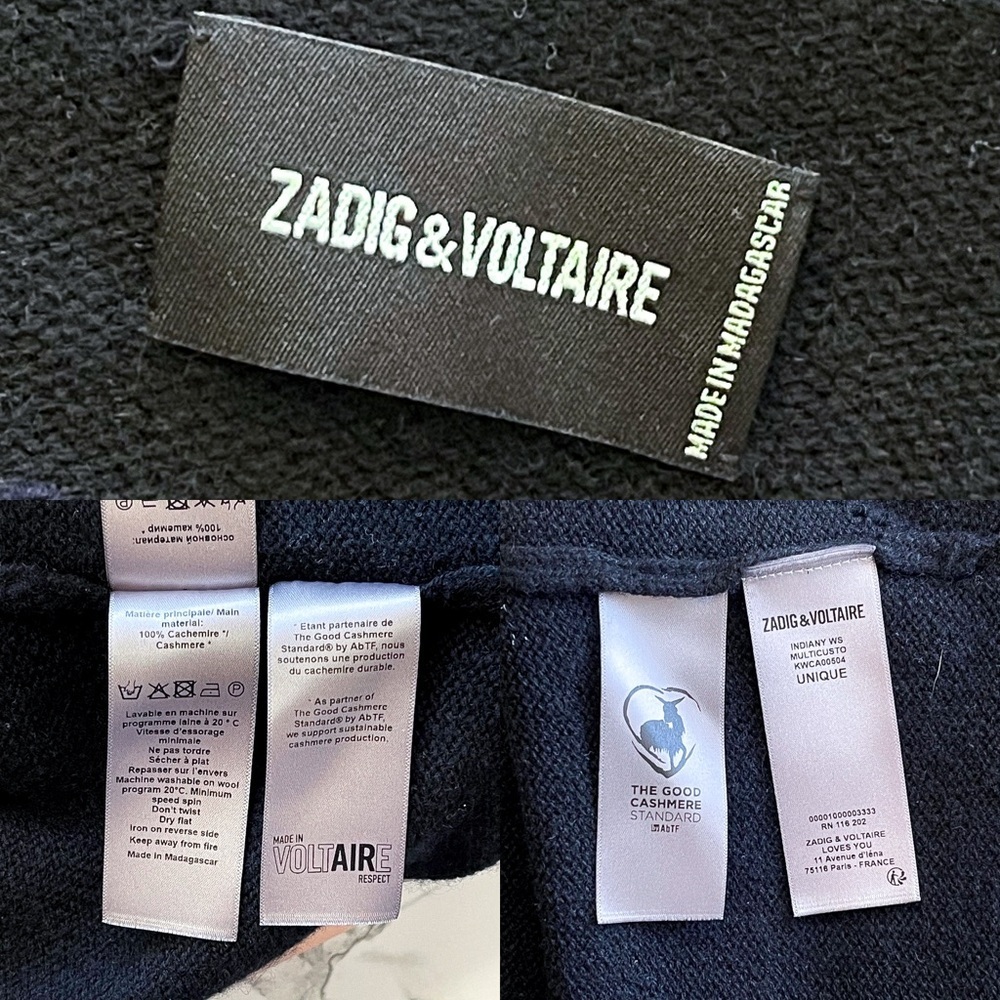 ZADIG & VOLTAIRE
MADE IN MADAGASCAR
основной материал:
100% кашемир *
Matière principale/ Main
material:
100% Cachemire */
Cashmere *
Lavable en machine sur
programme laine à 20 ° C
Vitesse d'essorage
minimale
Ne pas tordre
Sécher à plat
Repasser sur l'envers
Machine washable on wool
program 20°C. Minimum
speed spin
Don't twist
Dry flat
Iron on reverse side
Keep away from fire
Made in Madagascar
* Etant partenaire de
The Good Cashmere
Standard® by AbTF, nous
soutenons une production
du cachemire durable.
* As partner of
The Good Cashmere
Standard® by AbTF,
we support sustainable
cashmere production.
MADE IN
VOLTAIRE
RESPECT
THE GOOD
CASHMERE
STANDARD
AbTF
ZADIG & VOLTAIRE
INDIANY WS
MULTICUSTO
KWCA00504
UNIQUE
00001000003333
RN 116 202
ZADIG & VOLTAIRE
LOVES YOU
11 Avenue d'Iéna
75116 Paris - FRANCE